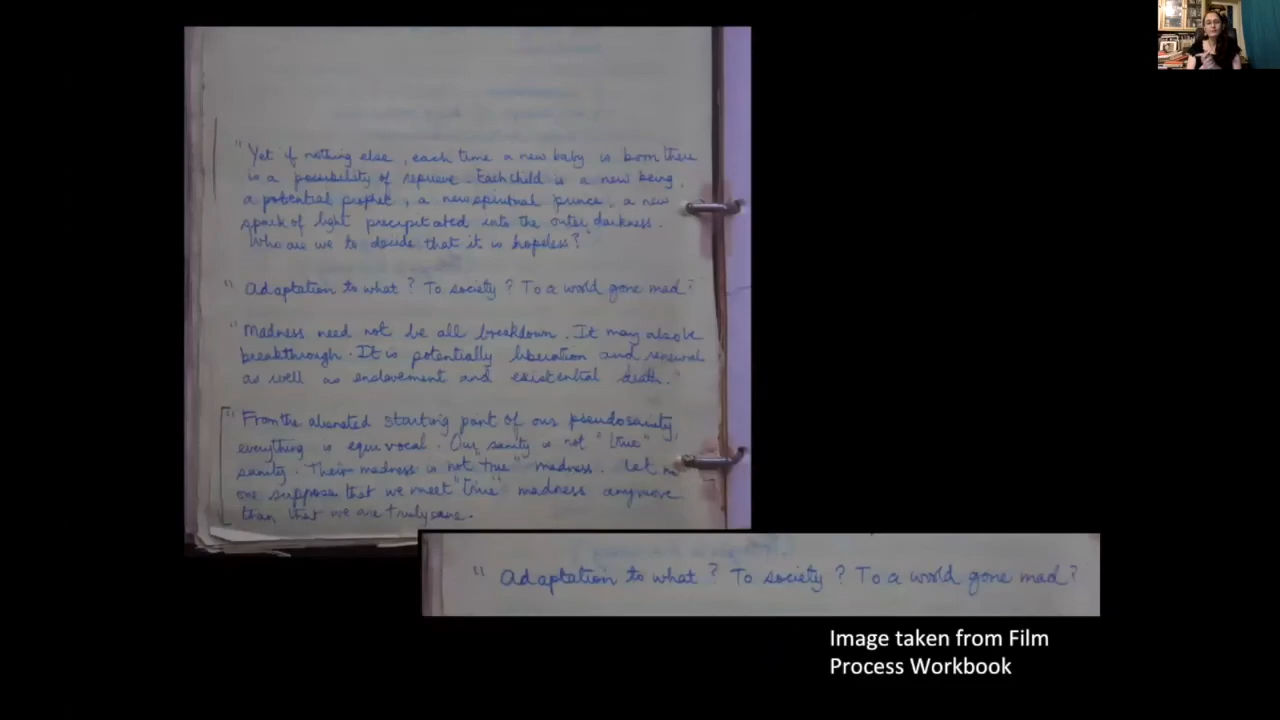 " Yet if nothing else, each time a new baby is born there
is a possibility of reprieve. Each child is a new being,
a potential prophet, a new spiritual prince, a new
spark of light precipitated into the outer darkness.
Who are we to decide that it is hopeless?"
" Adaptation to what? To society? To a world gone mad?
" Madness need not be all breakdown. It may also be
breakthrough. It is potentially liberation and renewal
as well as enslavement and existential death."
" From the alienated starting point of our pseudosanity,
everything is equivocal. Our sanity is not "true"
sanity. Their madness is not true" madness. Let no
one suppose that we meet "true" madness anymore
than that we are truly sane.
" Adaptation to what? To society? To a world gone mad?
Image taken from Film
Process Workbook